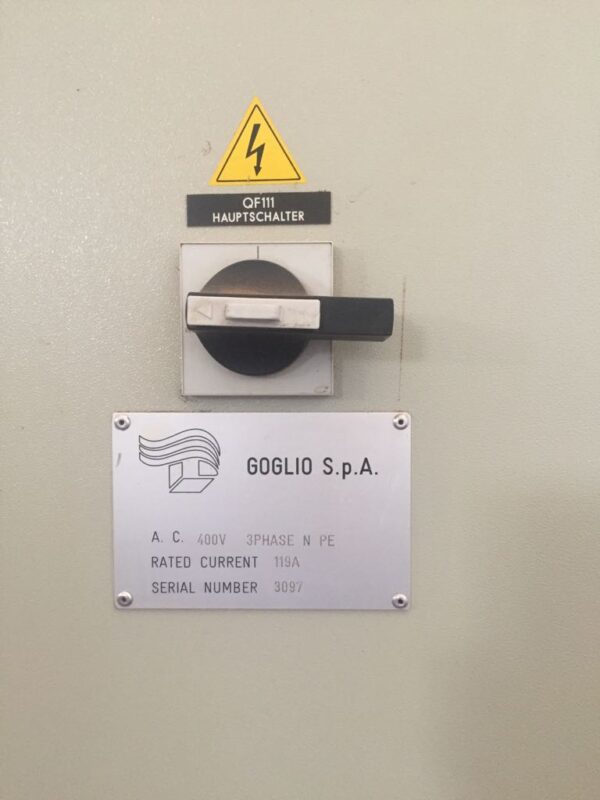 QF111
HAUPTSCHALTER
GOGLIO S.p.A.
A. C. 400V 3PHASE N PE
RATED CURRENT 119A
SERIAL NUMBER 3097